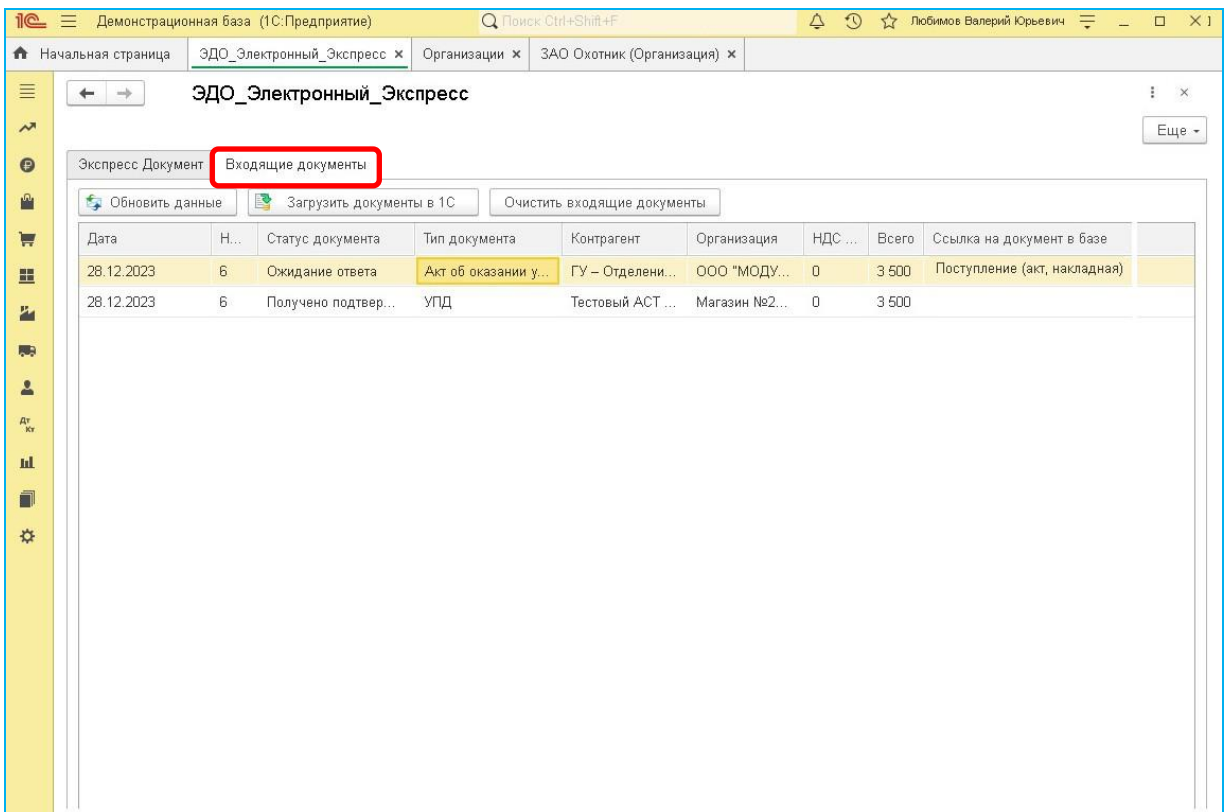 1С Демонстрационная база (1С:Предприятие) Поиск Ctrl+Shift+F Любимов Валерий Юрьевич
Начальная страница ЭДО_Электронный_Экспресс Организации ЗАО Охотник (Организация)
ЭДО_Электронный_Экспресс
Еще
Экспресс Документ Входящие документы
Обновить данные Загрузить документы в 1С Очистить входящие документы
Дата Н... Статус документа Тип документа Контрагент Организация НДС ... Всего Ссылка на документ в базе
28.12.2023 6 Ожидание ответа Акт об оказании у... ГУ – Отделени... ООО "МОДУ... 0 3 500 Поступление (акт, накладная)
28.12.2023 6 Получено подтвер... УПД Тестовый АСТ ... Магазин №2... 0 3 500
Дт
Кт